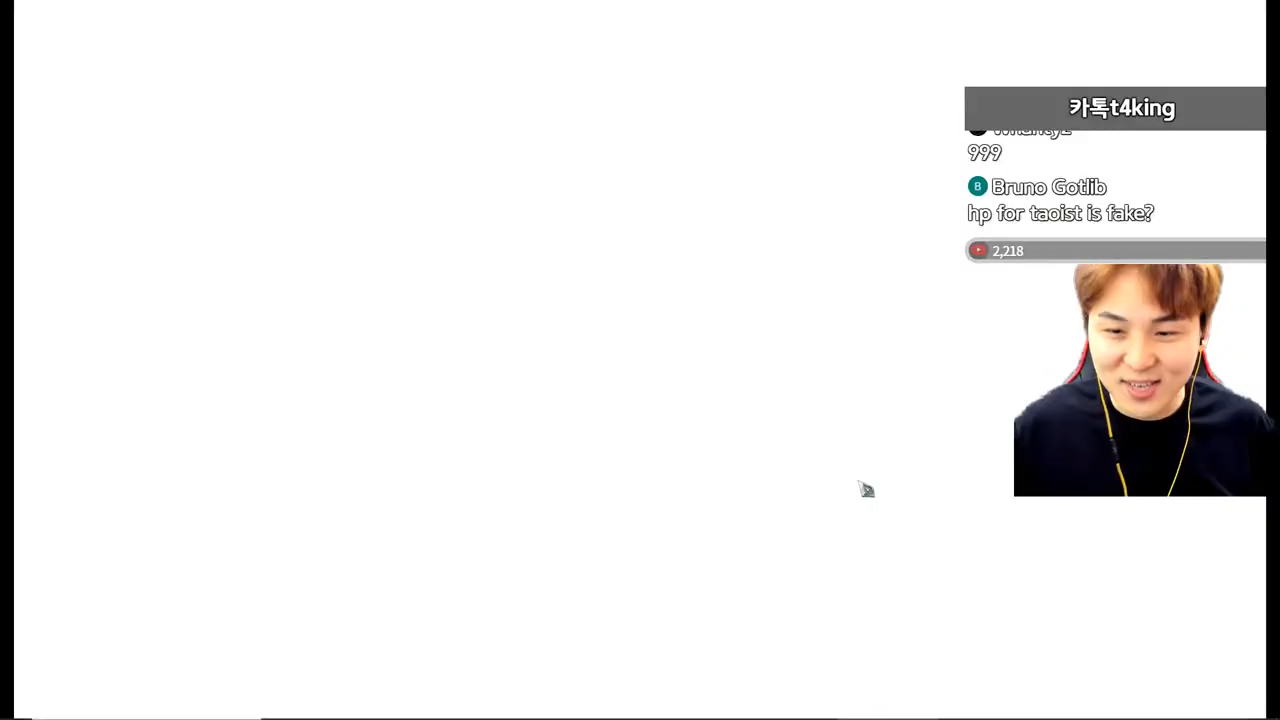 카톡t4king
999
B Bruno Gotlib
hp for taoist is fake?
2,218